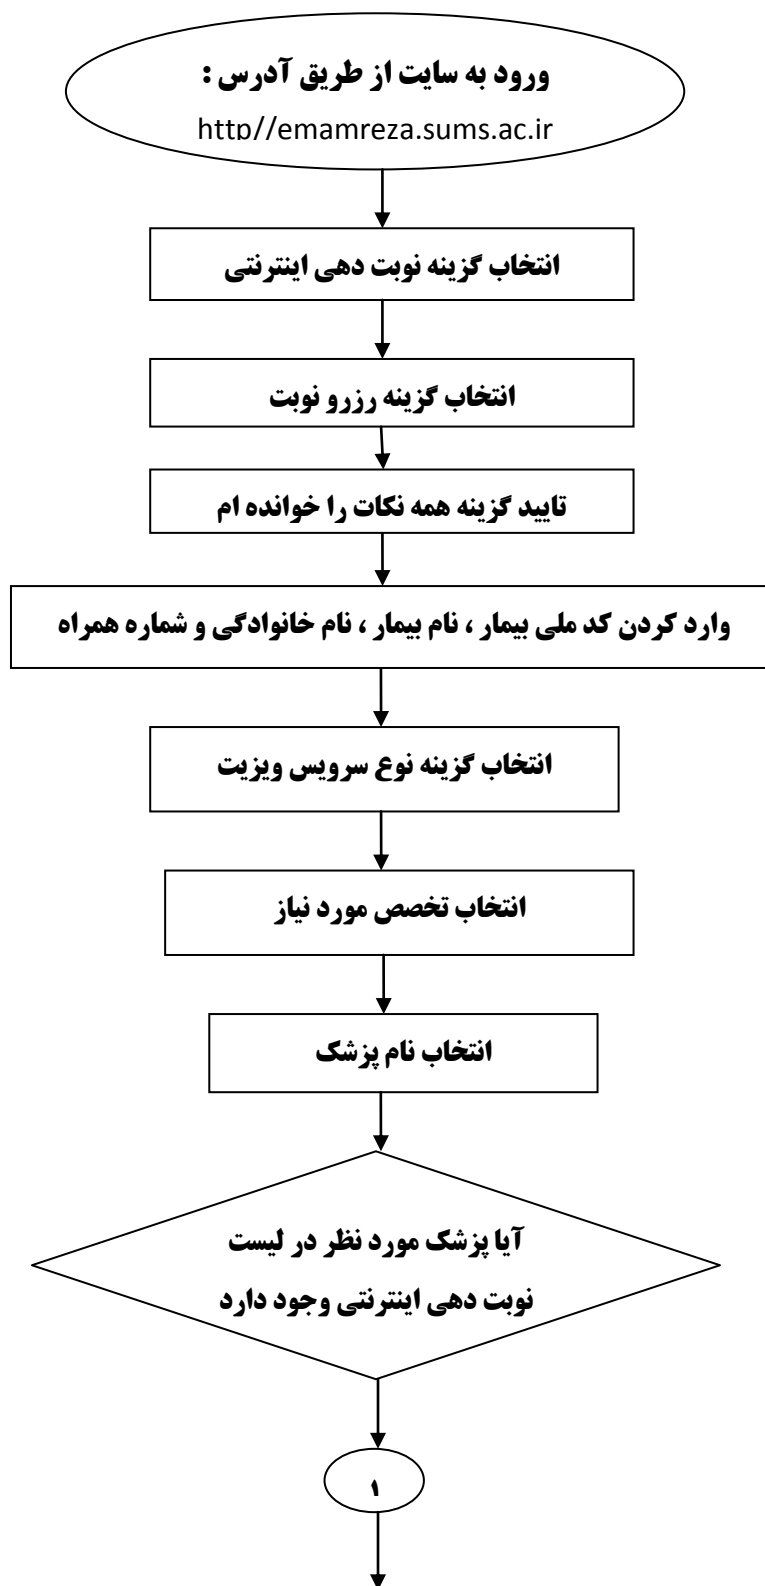 ورود به سایت از طریق آدرس :
http//emamreza.sums.ac.ir
انتخاب گزینه نوبت دهی اینترنتی
انتخاب گزینه رزرو نوبت
تایید گزینه همه نکات را خوانده ام
وارد کردن کد ملی بیمار ، نام بیمار ، نام خانوادگی و شماره همراه
انتخاب گزینه نوع سرویس ویزیت
انتخاب تخصص مورد نیاز
انتخاب نام پزشک
آیا پزشک مورد نظر در لیست
نوبت دهی اینترنتی وجود دارد
۱